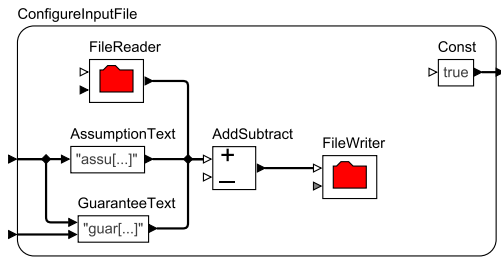 ConfigureInputFile
FileReader
Const
true
AssumptionText
"assu[...]"
AddSubtract
+
−
FileWriter
GuaranteeText
"guar[...]"